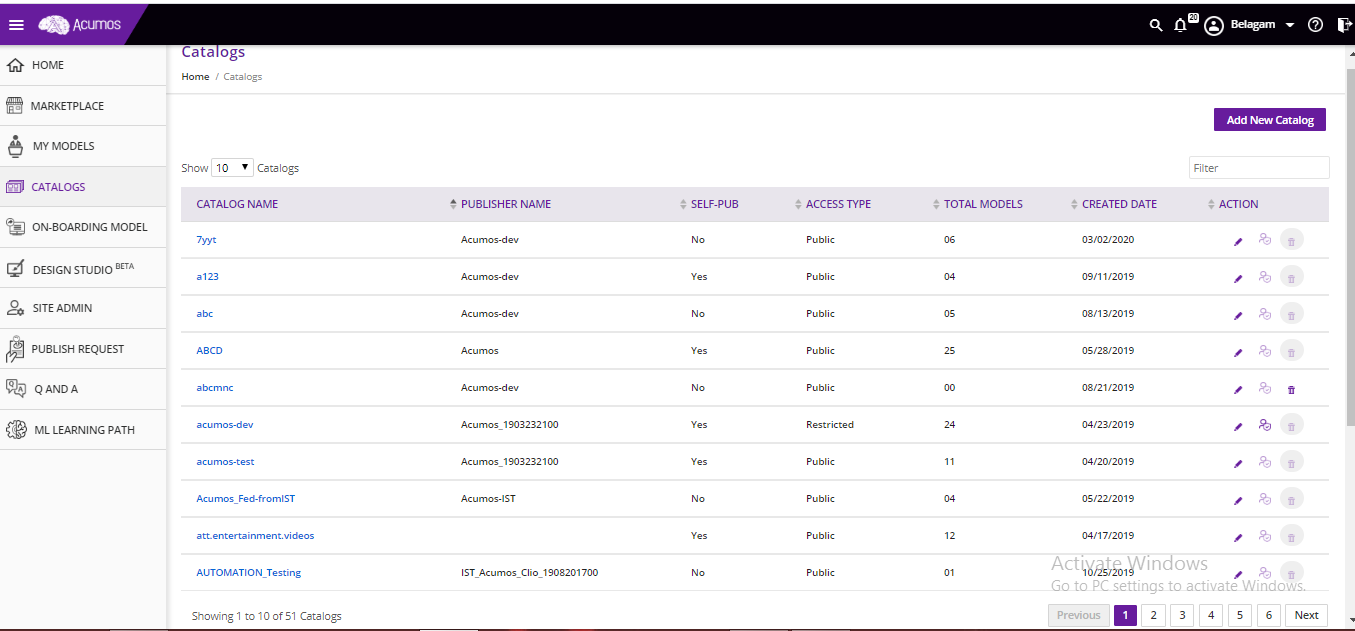 Acumos 20 Belagam
HOME
MARKETPLACE
MY MODELS
CATALOGS
ON-BOARDING MODEL
DESIGN STUDIO BETA
SITE ADMIN
PUBLISH REQUEST
Q AND A
ML LEARNING PATH
Catalogs
Home / Catalogs
Add New Catalog
Show 10 Catalogs Filter
CATALOG NAME PUBLISHER NAME SELF-PUB ACCESS TYPE TOTAL MODELS CREATED DATE ACTION
7yyt Acumos-dev No Public 06 03/02/2020
a123 Acumos-dev Yes Public 04 09/11/2019
abc Acumos-dev No Public 05 08/13/2019
ABCD Acumos Yes Public 25 05/28/2019
abcmnc Acumos-dev No Public 00 08/21/2019
acumos-dev Acumos_1903232100 Yes Restricted 24 04/23/2019
acumos-test Acumos_1903232100 Yes Public 11 04/20/2019
Acumos_Fed-fromIST Acumos-IST No Public 04 05/22/2019
att.entertainment.videos Yes Public 12 04/17/2019
AUTOMATION_Testing IST_Acumos_Clio_1908201700 No Public 01 10/25/2019
Activate Windows
Go to PC settings to activate Windows.
Showing 1 to 10 of 51 Catalogs Previous 1 2 3 4 5 6 Next